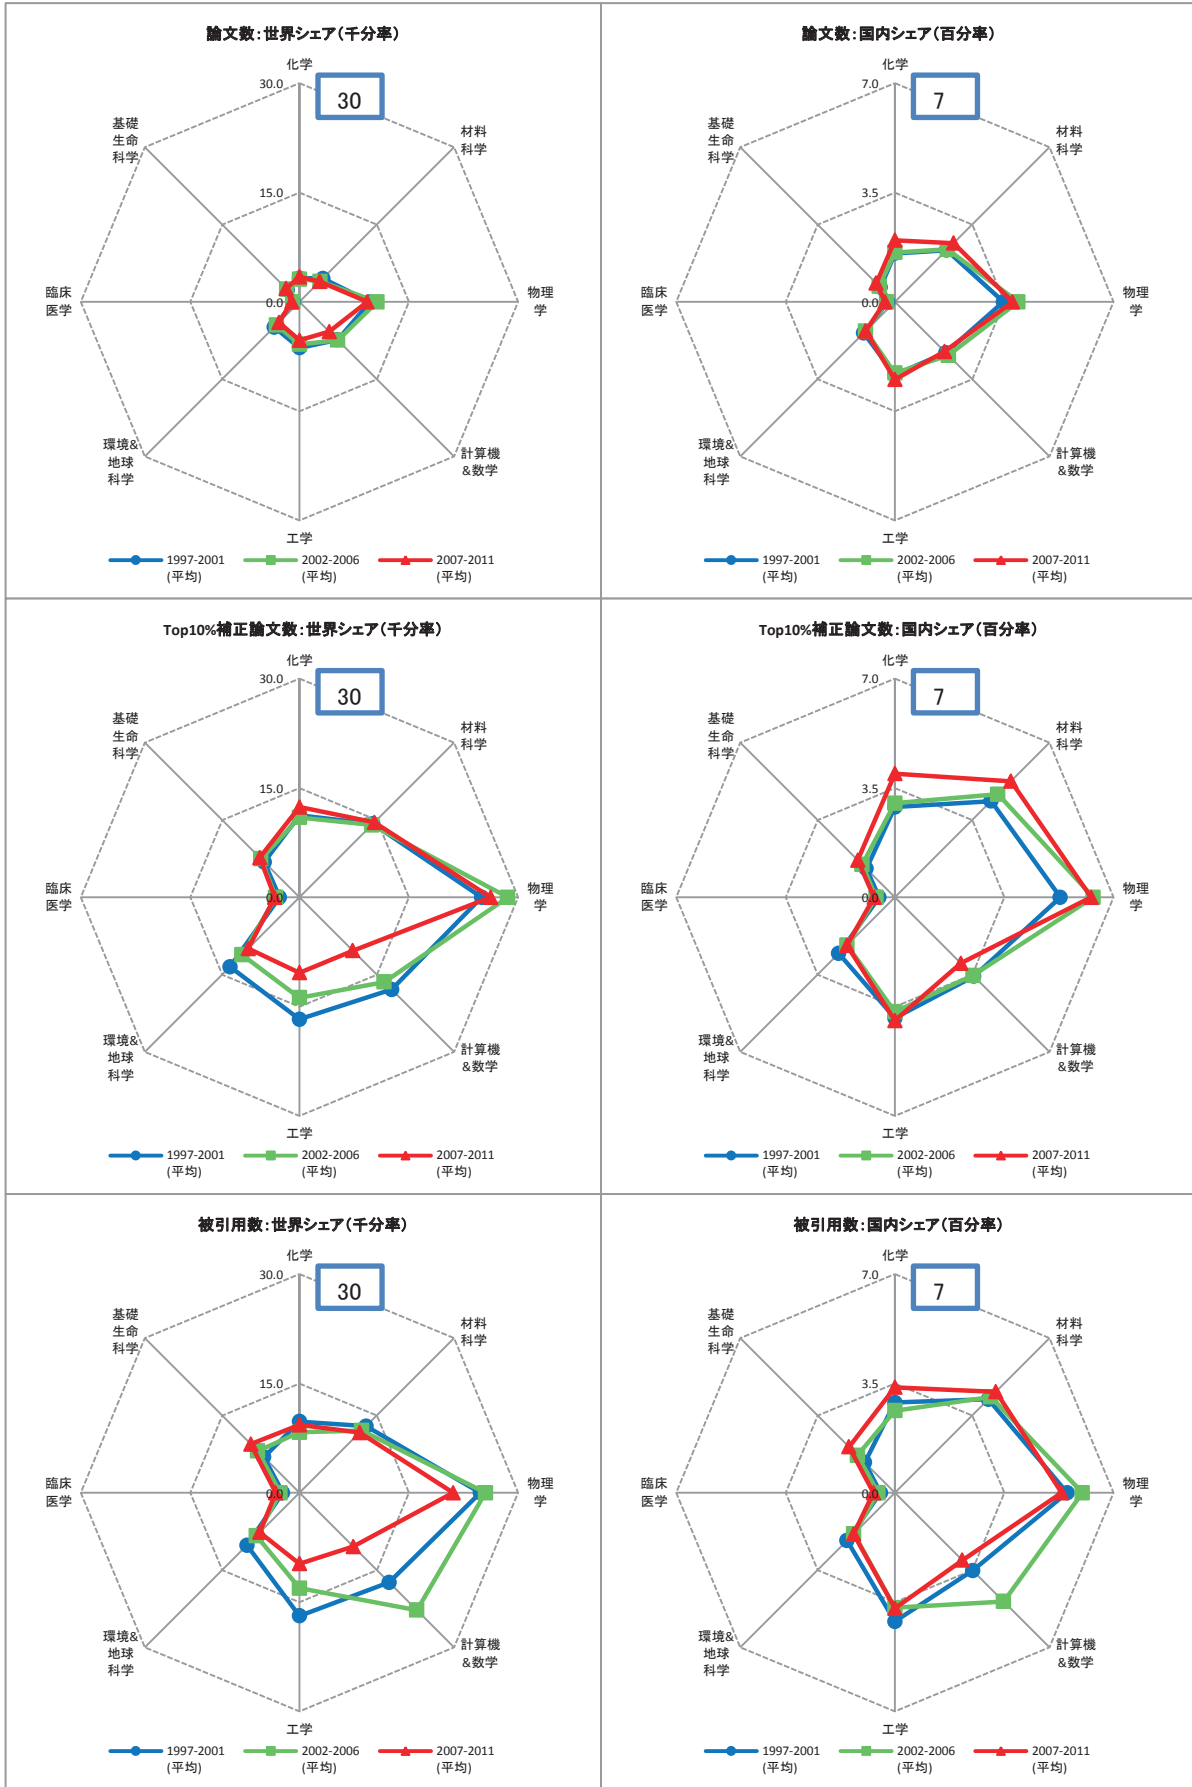 論文数：世界シェア（千分率）
化学
30.0
30
基礎
生命
科学
材料
科学
15.0
臨床
医学
0.0
物理
学
環境&
地球
科学
計算機
&数学
工学
1997-2001
(平均)
2002-2006
(平均)
2007-2011
(平均)
論文数：国内シェア（百分率）
化学
7.0
7
基礎
生命
科学
材料
科学
3.5
臨床
医学
0.0
物理
学
環境&
地球
科学
計算機
&数学
工学
1997-2001
(平均)
2002-2006
(平均)
2007-2011
(平均)
Top10%補正論文数：世界シェア（千分率）
化学
30.0
30
基礎
生命
科学
材料
科学
15.0
臨床
医学
0.0
物理
学
環境&
地球
科学
計算機
&数学
工学
1997-2001
(平均)
2002-2006
(平均)
2007-2011
(平均)
Top10%補正論文数：国内シェア（百分率）
化学
7.0
7
基礎
生命
科学
材料
科学
3.5
臨床
医学
0.0
物理
学
環境&
地球
科学
計算機
&数学
工学
1997-2001
(平均)
2002-2006
(平均)
2007-2011
(平均)
被引用数：世界シェア（千分率）
化学
30.0
30
基礎
生命
科学
材料
科学
15.0
臨床
医学
0.0
物理
学
環境&
地球
科学
計算機
&数学
工学
1997-2001
(平均)
2002-2006
(平均)
2007-2011
(平均)
被引用数：国内シェア（百分率）
化学
7.0
7
基礎
生命
科学
材料
科学
3.5
臨床
医学
0.0
物理
学
環境&
地球
科学
計算機
&数学
工学
1997-2001
(平均)
2002-2006
(平均)
2007-2011
(平均)